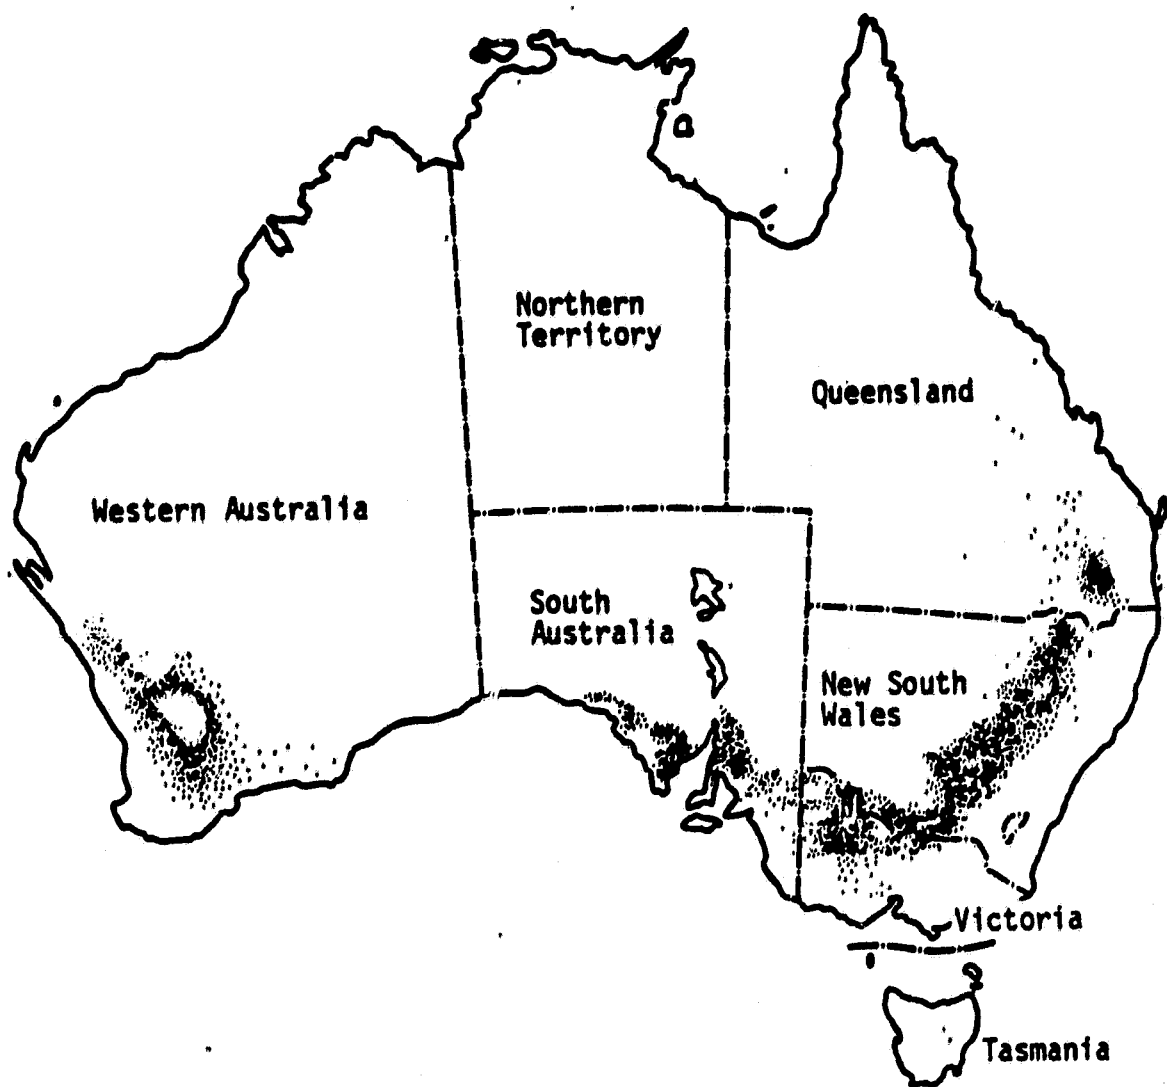 Northern
Territory
Queensland
Western Australia
South
Australia
New South
Wales
Victoria
Tasmania